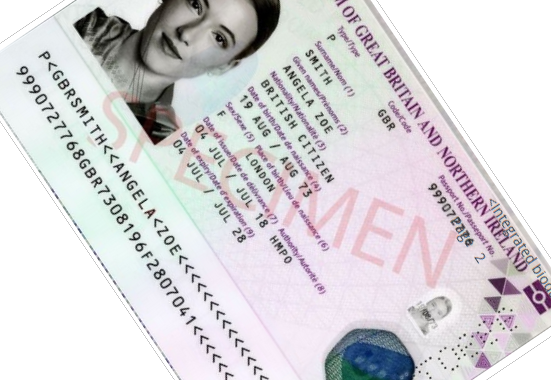 M OF GREAT BRITAIN AND NORTHERN IRELAND
Type/Type
Code/Code
Passport No./Passeport No.
P
GBR
Surname/Nom (1)
SMITH
Given names/Prénoms (2)
ANGELA ZOE
Nationality/Nationalité (3)
BRITISH CITIZEN
Date of birth/Date de naissance (4)
19 AUG / AUG 73
Sex/Sexe (5)
Place of birth/Lieu de naissance (6)
F
LONDON
Date of issue/Date de délivrance (7)
Authority/Autorité (8)
04 JUL / JUL 18
HMPO
Date of expiry/Date d'expiration (9)
04 JUL / JUL 28
SPECIMEN
<Integrated
P<GBRSMITH<<ANGELA<ZOE<<<<<<<<<<
9990727768GBR7308196F2807041<<<<<<